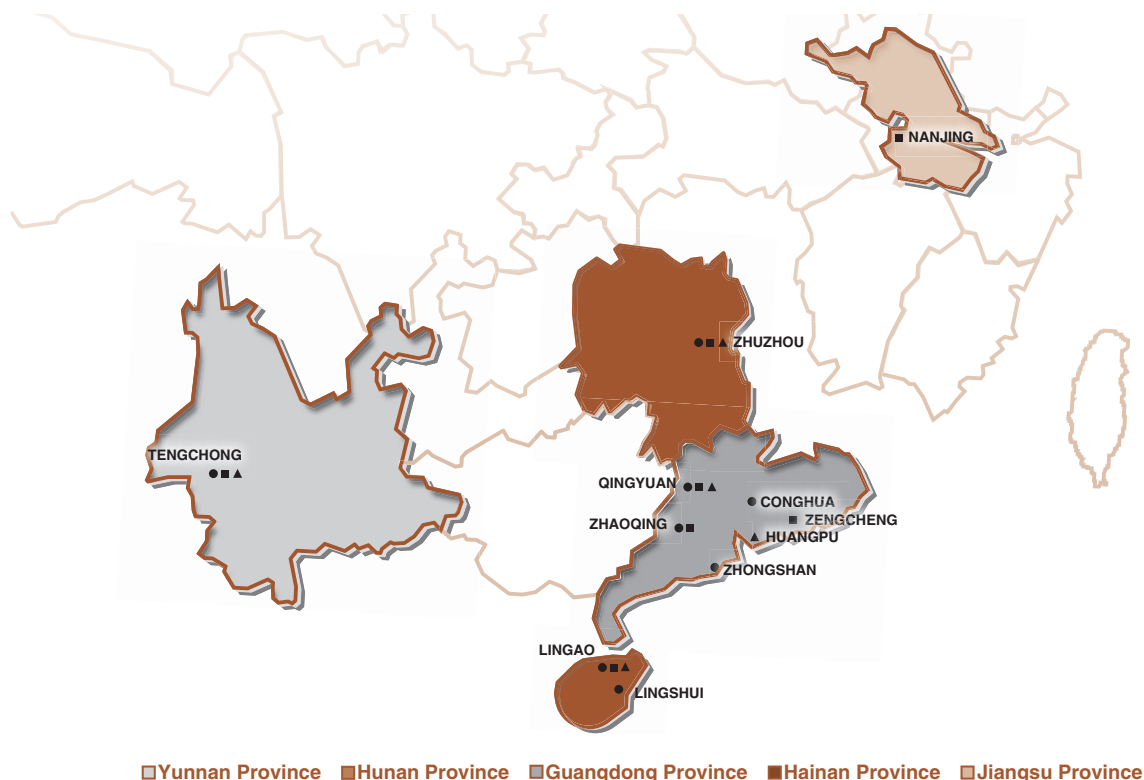 NANJING
ZHUZHOU
TENGCHONG
QINGYUAN
CONGHUA
ZENGCHENG
ZHAOQING
HUANGPU
ZHONGSHAN
LINGAO
LINGSHUI
Yunnan Province Hunan Province Guangdong Province Hainan Province Jiangsu Province